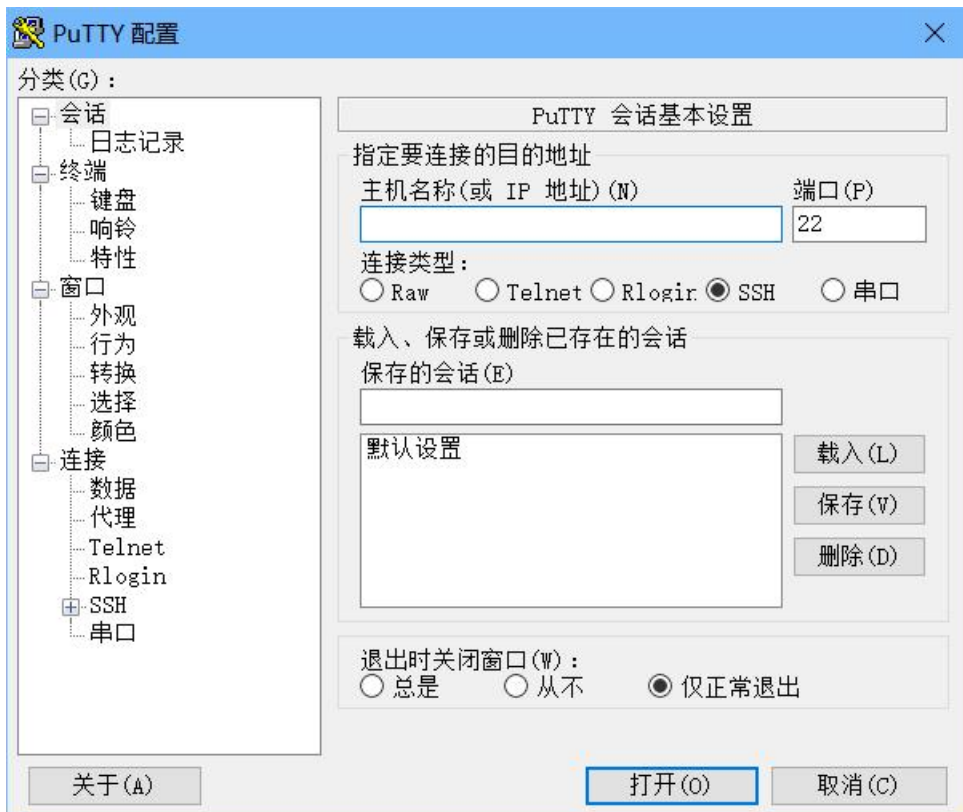 PuTTY 配置
分类(G)：
会话
日志记录
终端
键盘
响铃
特性
窗口
外观
行为
转换
选择
颜色
连接
数据
代理
Telnet
Rlogin
SSH
串口
PuTTY 会话基本设置
指定要连接的目的地址
主机名称(或 IP 地址)(N) 端口(P)
22
连接类型：
Raw Telnet Rlogin SSH 串口
载入、保存或删除已存在的会话
保存的会话(E)
默认设置
载入(L)
保存(V)
删除(D)
退出时关闭窗口(W)：
总是 从不 仅正常退出
关于(A) 打开(O) 取消(C)